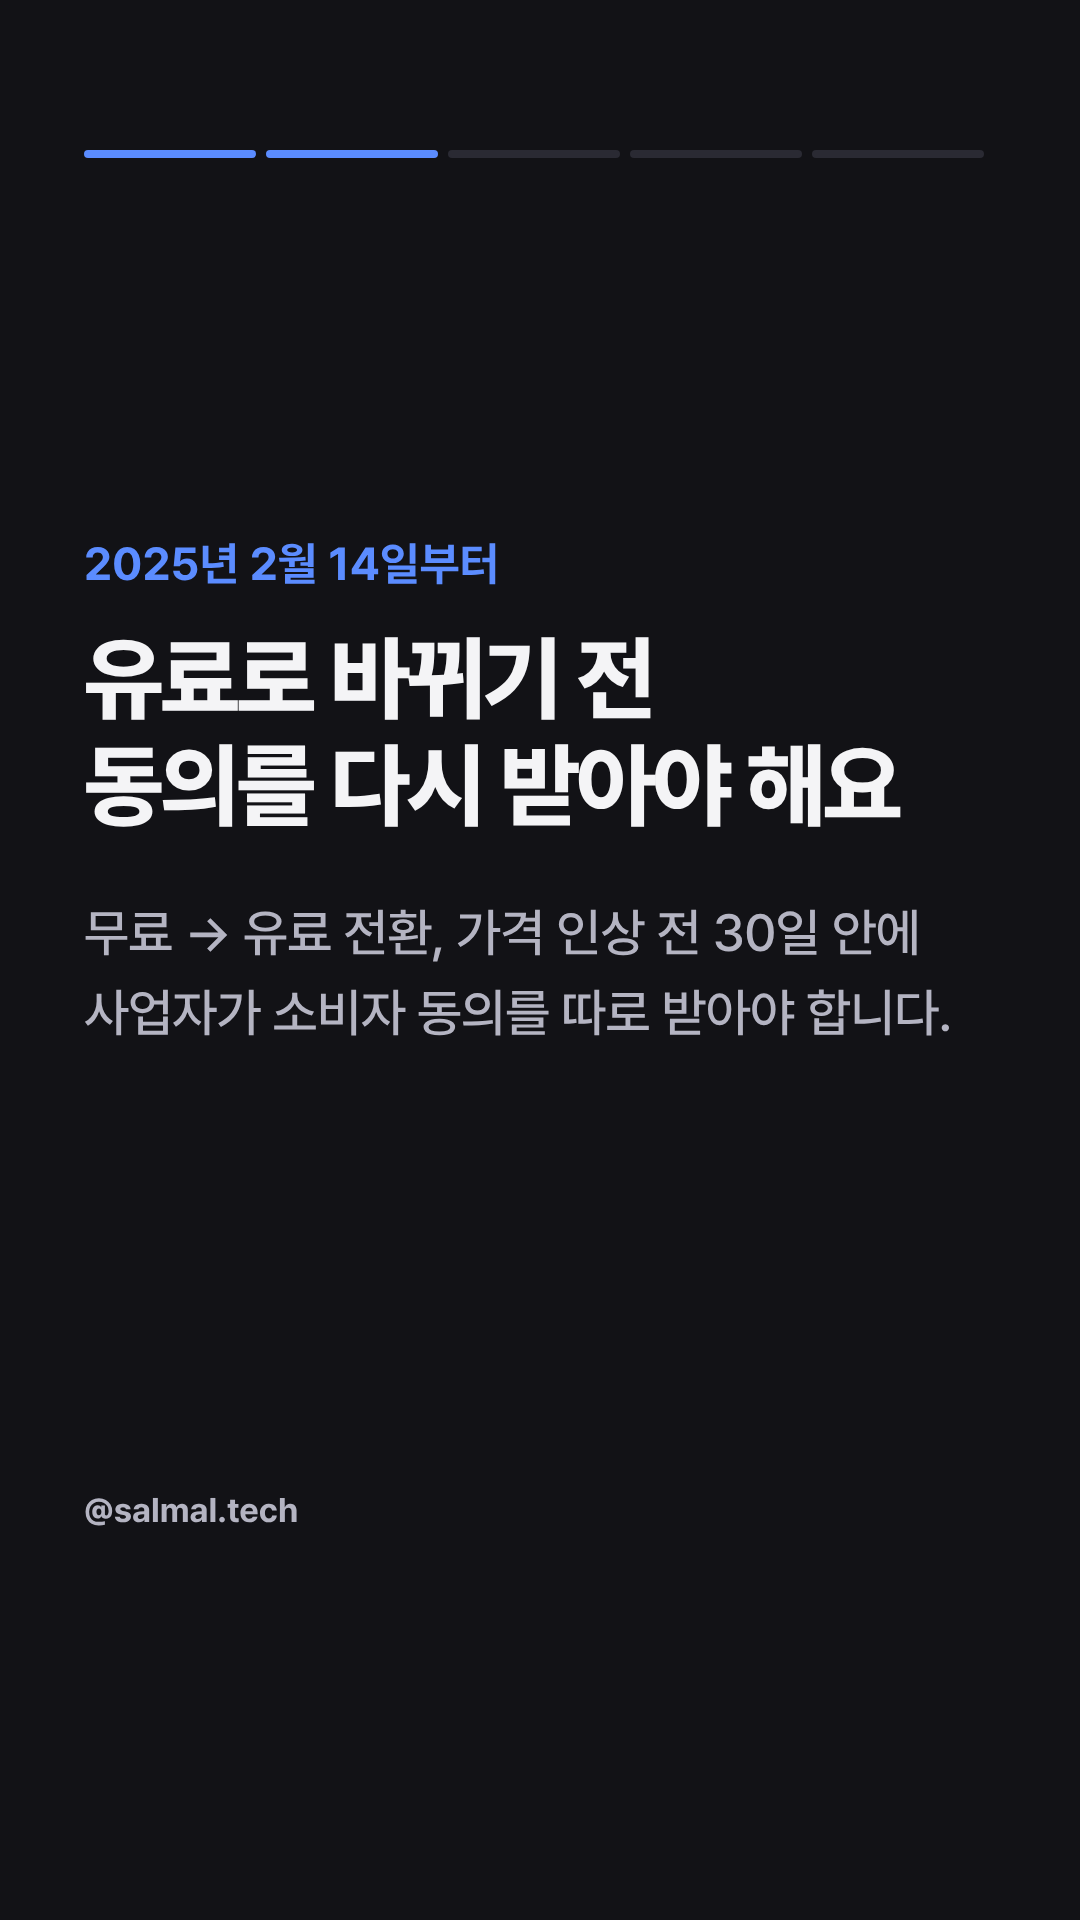 2025년 2월 14일부터
유료로 바뀌기 전
동의를 다시 받아야 해요
무료 → 유료 전환, 가격 인상 전 30일 안에
사업자가 소비자 동의를 따로 받아야 합니다.
@salmal.tech